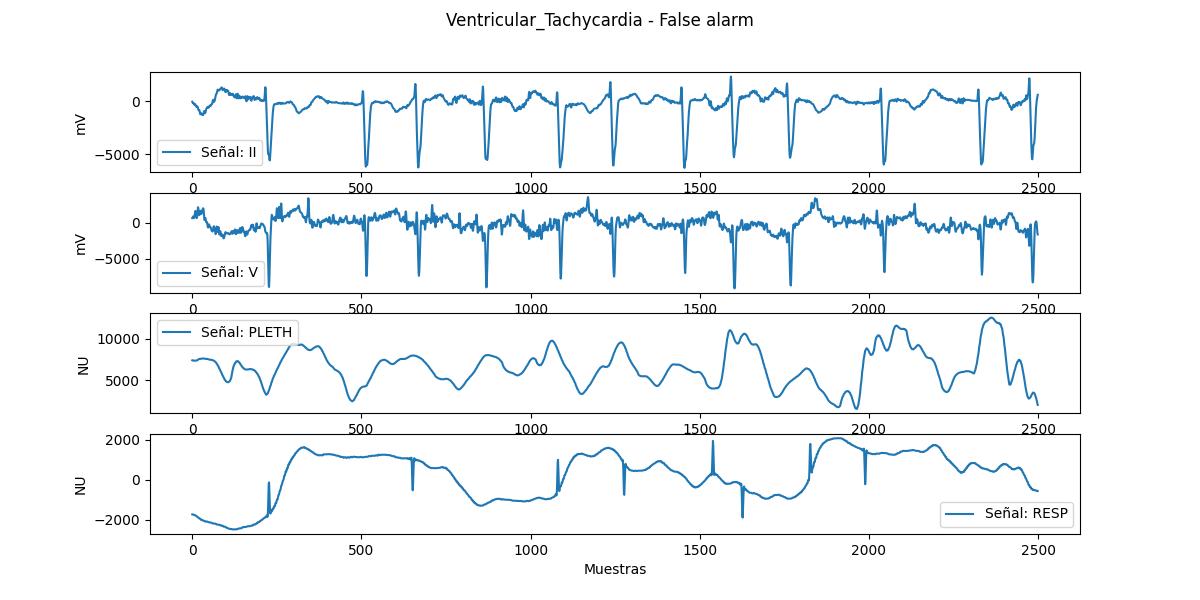 Ventricular_Tachycardia - False alarm
0
−5000
mV
Señal: II
0 500 1000 1500 2000 2500
0
−5000
mV
Señal: V
0 500 1000 1500 2000 2500
10000
5000
NU
Señal: PLETH
0 500 1000 1500 2000 2500
2000
0
−2000
NU
Señal: RESP
0 500 1000 1500 2000 2500
Muestras